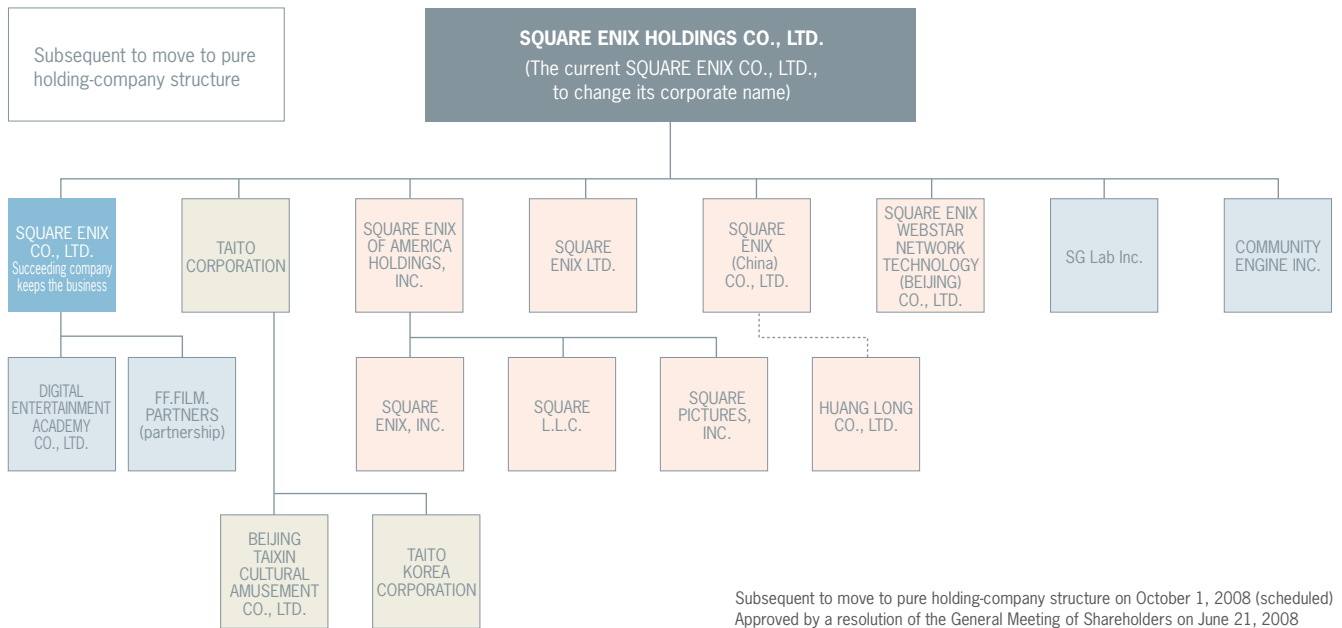 Subsequent to move to pure
holding-company structure
SQUARE ENIX HOLDINGS CO., LTD.
(The current SQUARE ENIX CO., LTD.,
to change its corporate name)
SQUARE ENIX
CO., LTD.
Succeeding company
keeps the business
TAITO
CORPORATION
SQUARE ENIX
OF AMERICA
HOLDINGS,
INC.
SQUARE
ENIX LTD.
SQUARE
ENIX
(China)
CO., LTD.
SQUARE ENIX
WEBSTAR
NETWORK
TECHNOLOGY
(BEIJING)
CO., LTD.
SG Lab Inc.
COMMUNITY
ENGINE INC.
DIGITAL
ENTERTAINMENT
ACADEMY
CO., LTD.
FF.FILM.
PARTNERS
(partnership)
SQUARE
ENIX, INC.
SQUARE
L.L.C.
SQUARE
PICTURES,
INC.
HUANG LONG
CO., LTD.
BEIJING
TAIXIN
CULTURAL
AMUSEMENT
CO., LTD.
TAITO
KOREA
CORPORATION
Subsequent to move to pure holding-company structure on October 1, 2008 (scheduled)
Approved by a resolution of the General Meeting of Shareholders on June 21, 2008